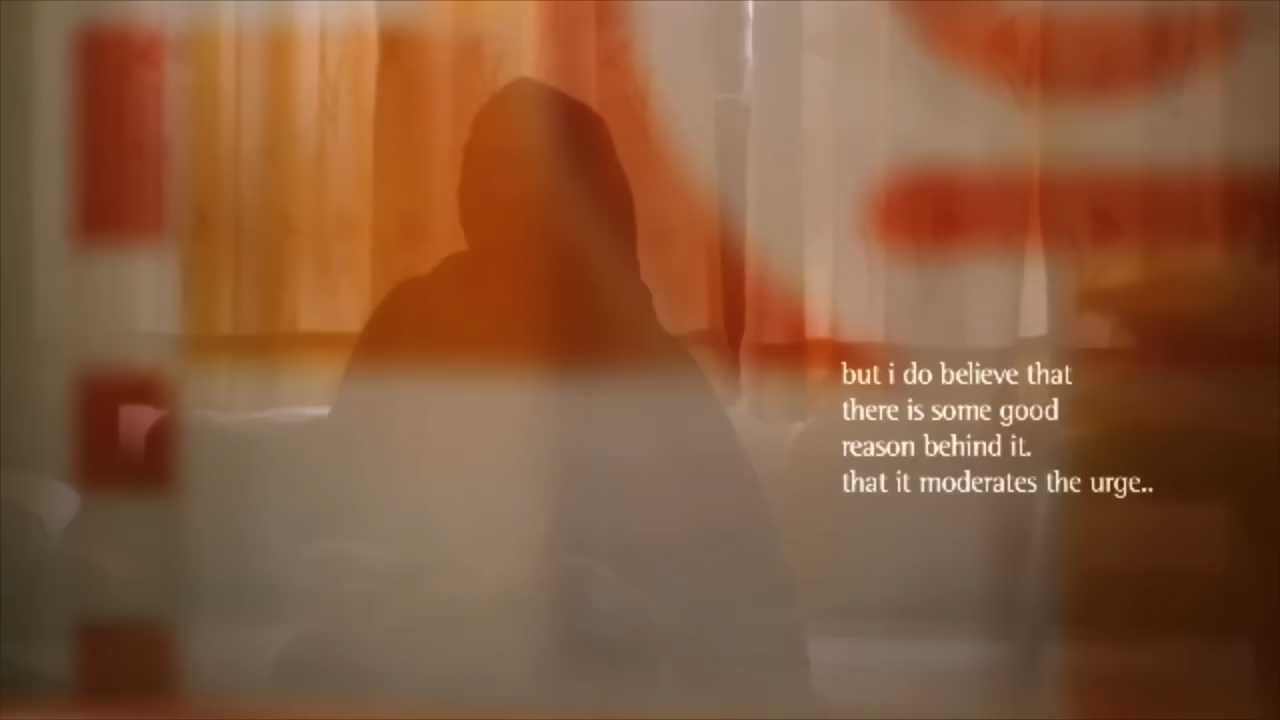 but i do believe that
there is some good
reason behind it.
that it moderates the urge..